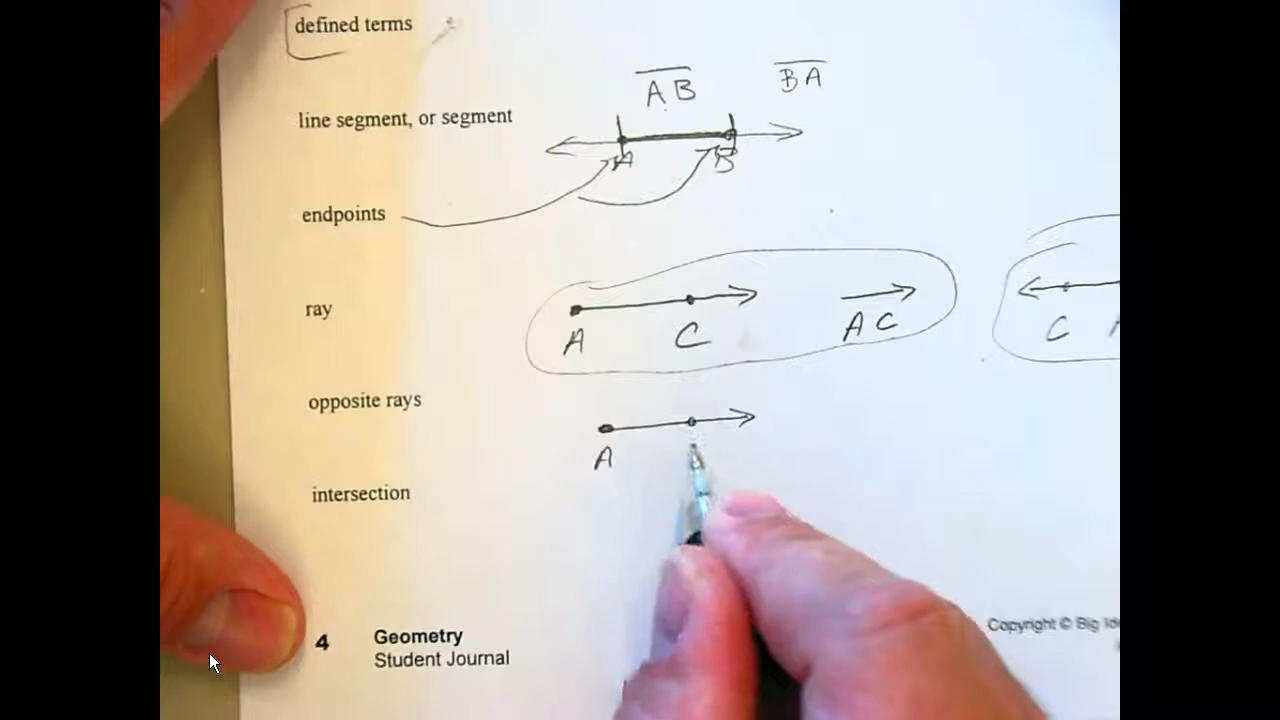 defined terms
AB BA
line segment, or segment
A B
endpoints
ray
AC
A C
C
opposite rays
A
intersection
4 Geometry
Student Journal
Copyright © Big